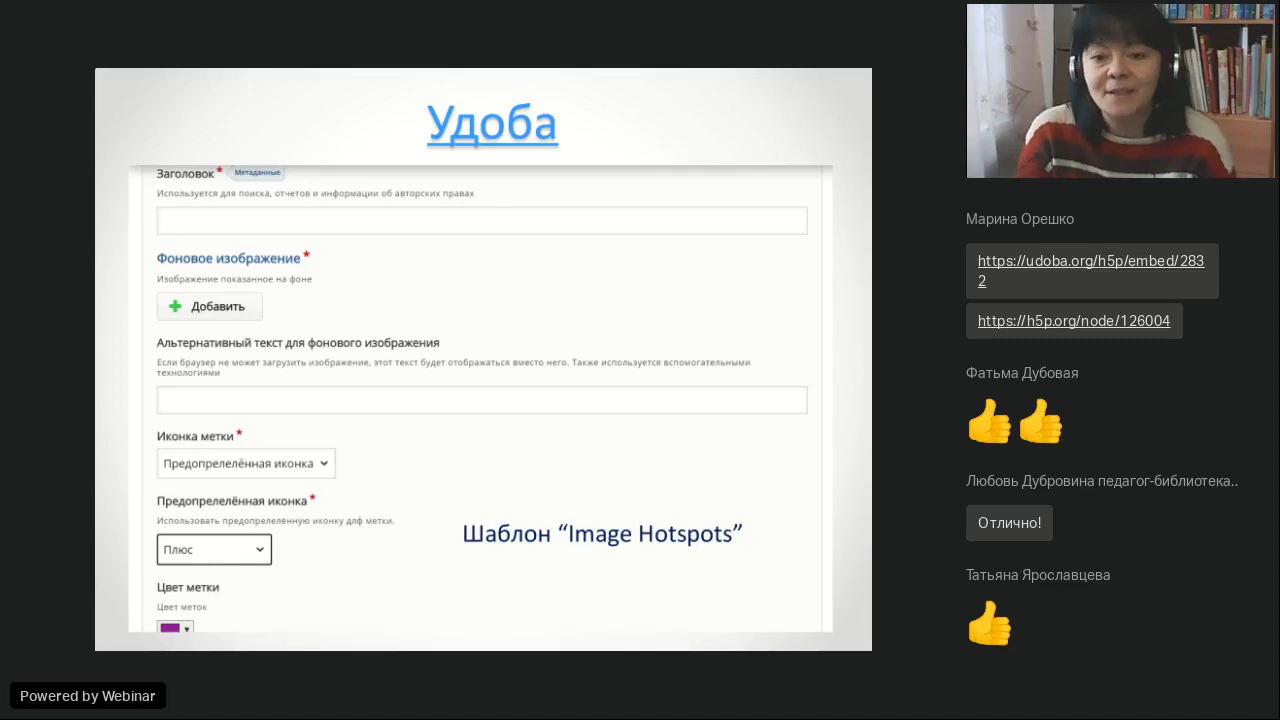 Удоба
Заголовок * Метаданные
Используется для поиска, отчетов и информации об авторских правах
Фоновое изображение *
Изображение показанное на фоне
Добавить
Альтернативный текст для фонового изображения
Если браузер не может загрузить изображение, этот текст будет отображаться вместо него. Также используется вспомогательными
технологиями
Иконка метки *
Предопрелелённая иконка
Предопрелелённая иконка *
Использовать предопрелеленную иконку длф метки.
Плюс
Шаблон “Image Hotspots”
Цвет метки
Цвет меток
Марина Орешко
https://udoba.org/h5p/embed/283
2
https://h5p.org/node/126004
Фатьма Дубовая
Любовь Дубровина педагог-библиотека..
Отлично!
Татьяна Ярославцева
Powered by Webinar